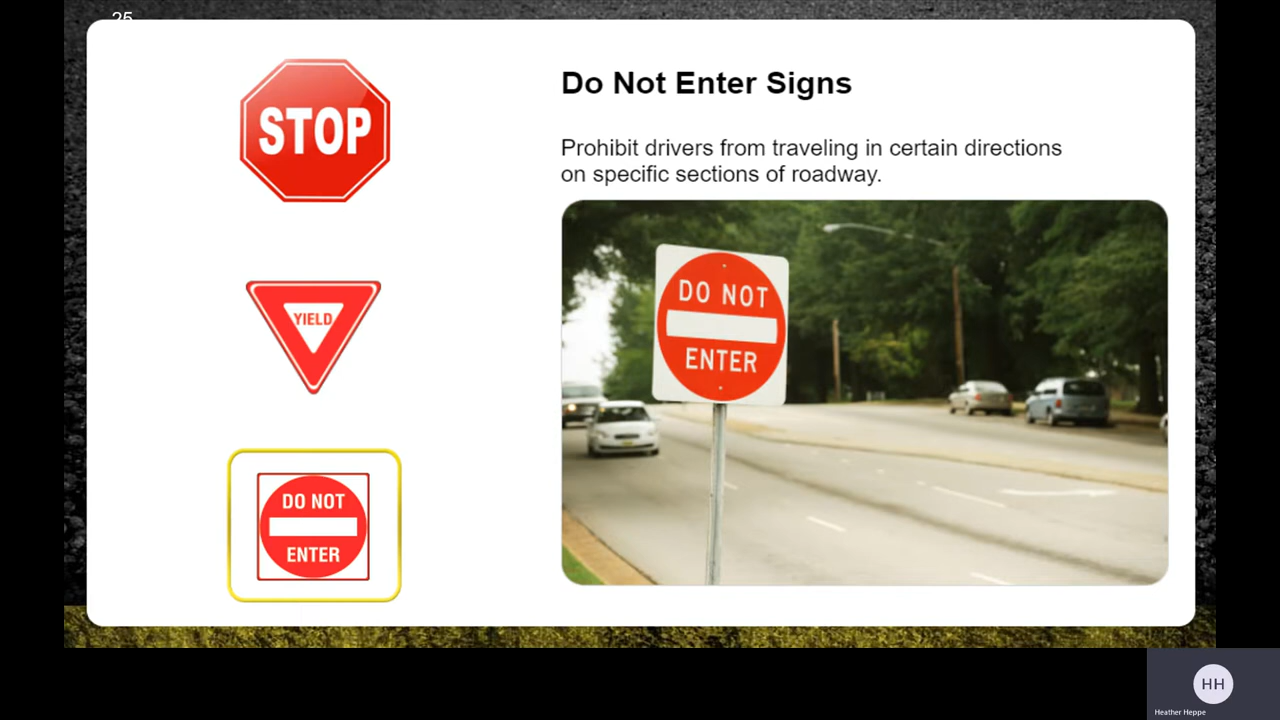 25
STOP
YIELD
DO NOT
ENTER
Do Not Enter Signs
Prohibit drivers from traveling in certain directions
on specific sections of roadway.
DO NOT
ENTER
HH
Heather Heppe